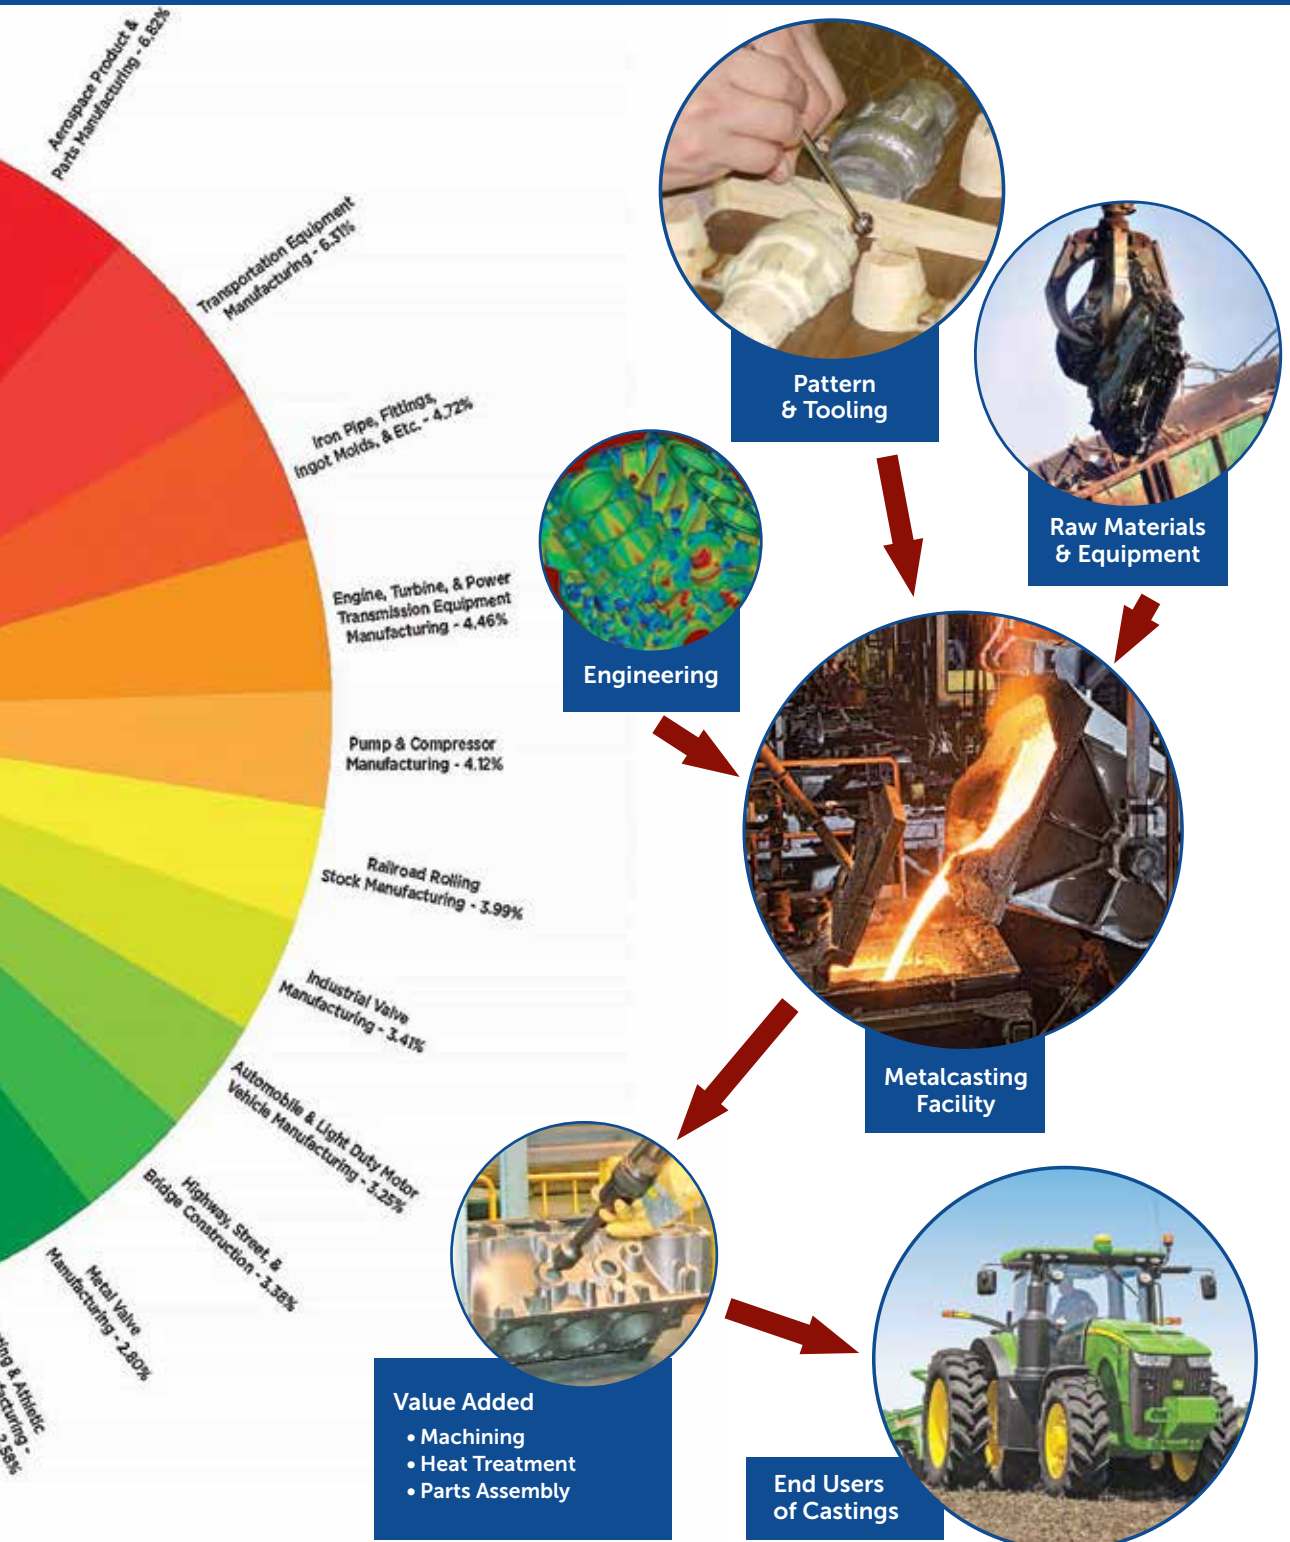 Aerospace Product &
Parts Manufacturing - 6.82%
Transportation Equipment
Manufacturing - 6.31%
Iron Pipe, Fittings,
Ingot Molds, & Etc. - 4.72%
Engine, Turbine, & Power
Transmission Equipment
Manufacturing - 4.46%
Pump & Compressor
Manufacturing - 4.12%
Railroad Rolling
Stock Manufacturing - 3.99%
Industrial Valve
Manufacturing - 3.41%
Automobile & Light Duty Motor
Vehicle Manufacturing - 3.25%
Highway, Street, &
Bridge Construction - 3.38%
Metal Valve
Manufacturing - 2.80%
& Athletic
2.58%
Pattern
& Tooling
Raw Materials
& Equipment
Engineering
Metalcasting
Facility
Value Added
• Machining
• Heat Treatment
• Parts Assembly
End Users
of Castings